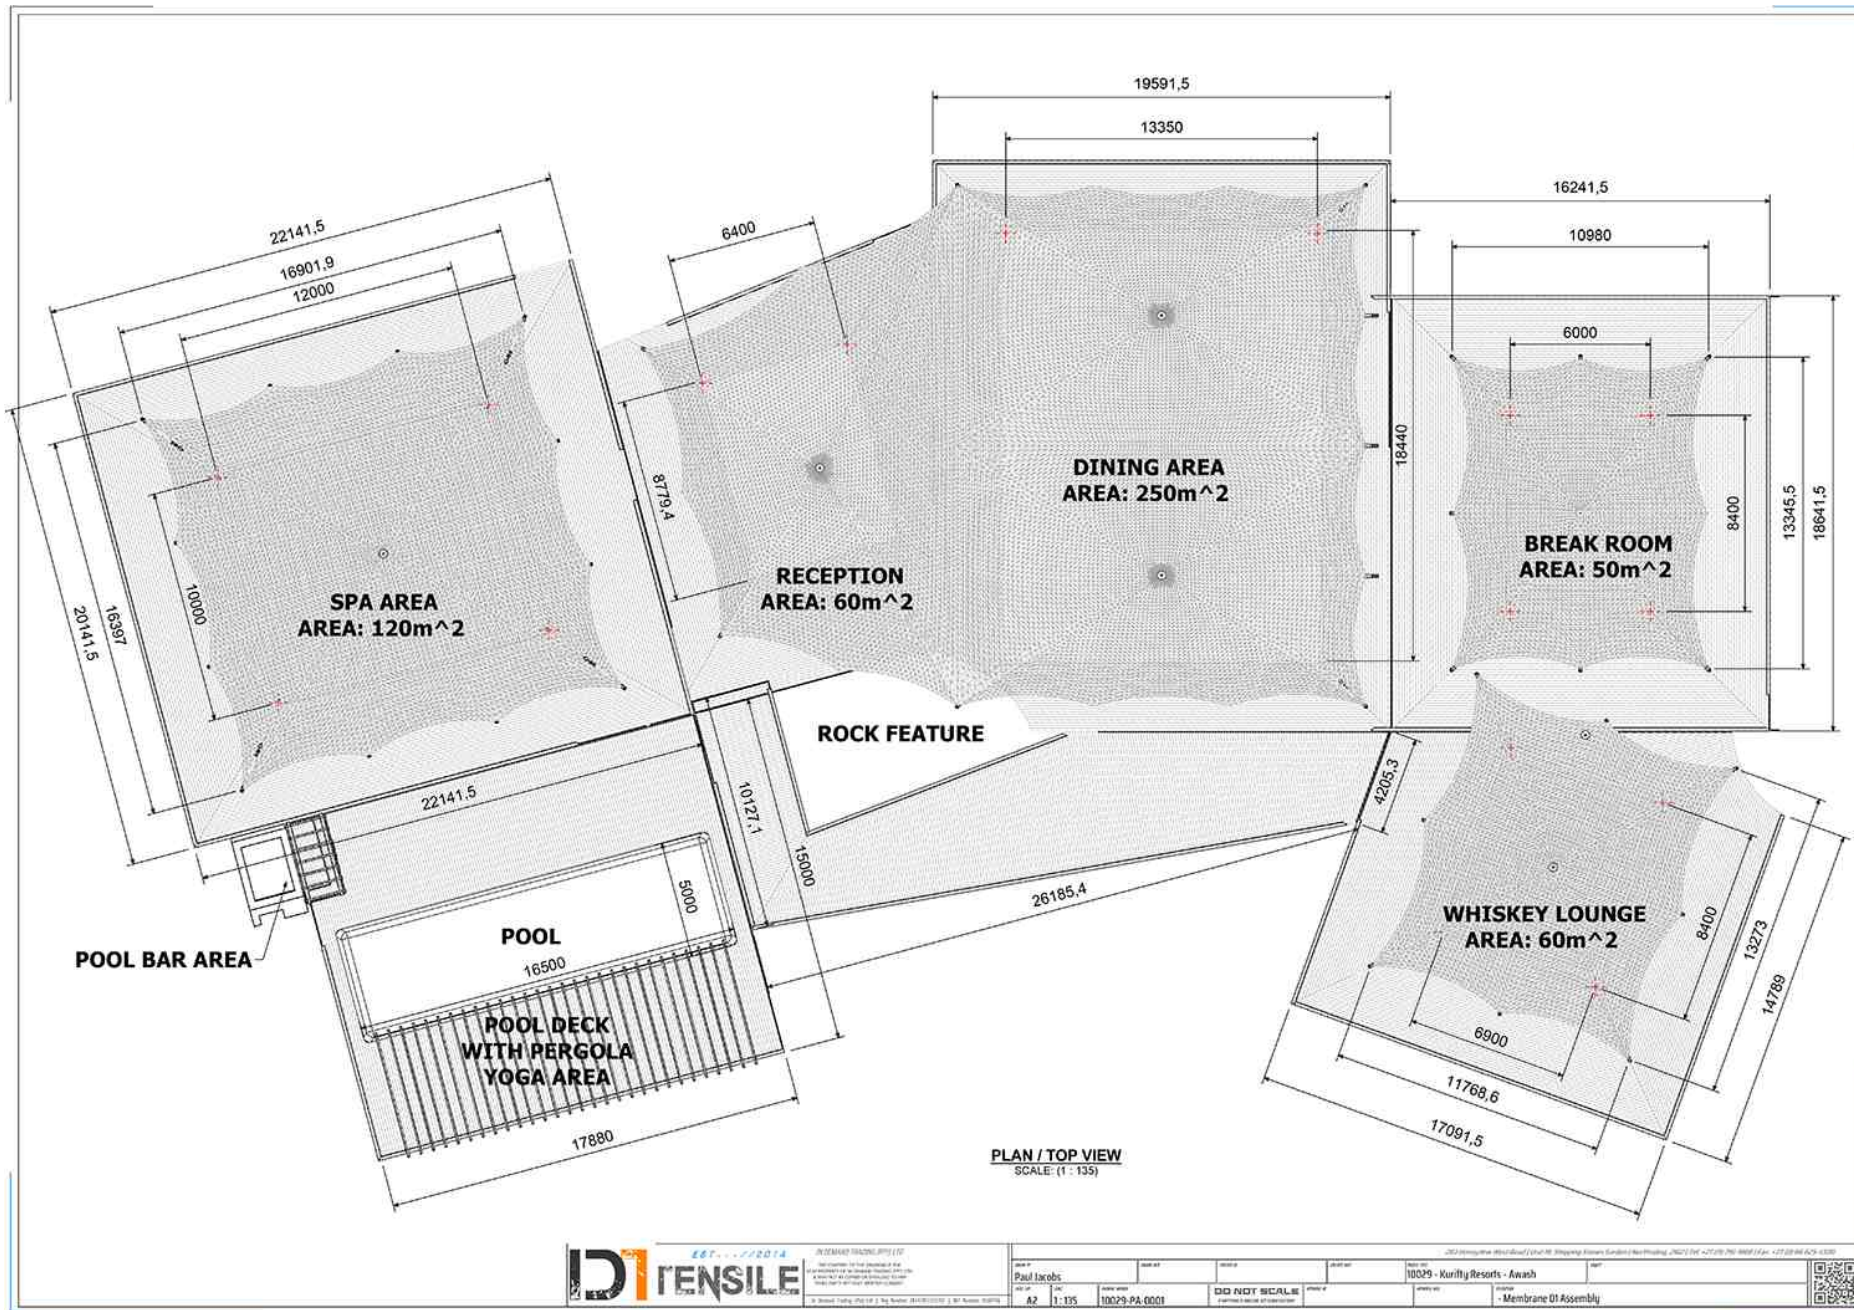 19591,5
13350
16241,5
10980
6000
22141,5
16901,9
12000
6400
18440
8400
13345,5
18641,5
8779,4
20141,5
16397
10000
SPA AREA
AREA: 120m^2
RECEPTION
AREA: 60m^2
DINING AREA
AREA: 250m^2
BREAK ROOM
AREA: 50m^2
ROCK FEATURE
22141,5
10127,1
15000
26185,4
4205,3
5000
POOL
16500
POOL BAR AREA
POOL DECK
WITH PERGOLA
YOGA AREA
17880
WHISKEY LOUNGE
AREA: 60m^2
8400
13273
14789
6900
11768,6
17091,5
PLAN / TOP VIEW
SCALE: (1 : 135)
TENSILE
Paul Jacobs
10029 - Kurifty Resorts - Awash
A2
1:135
10029-PA-0001
DO NOT SCALE
- Membrane 01 Assembly